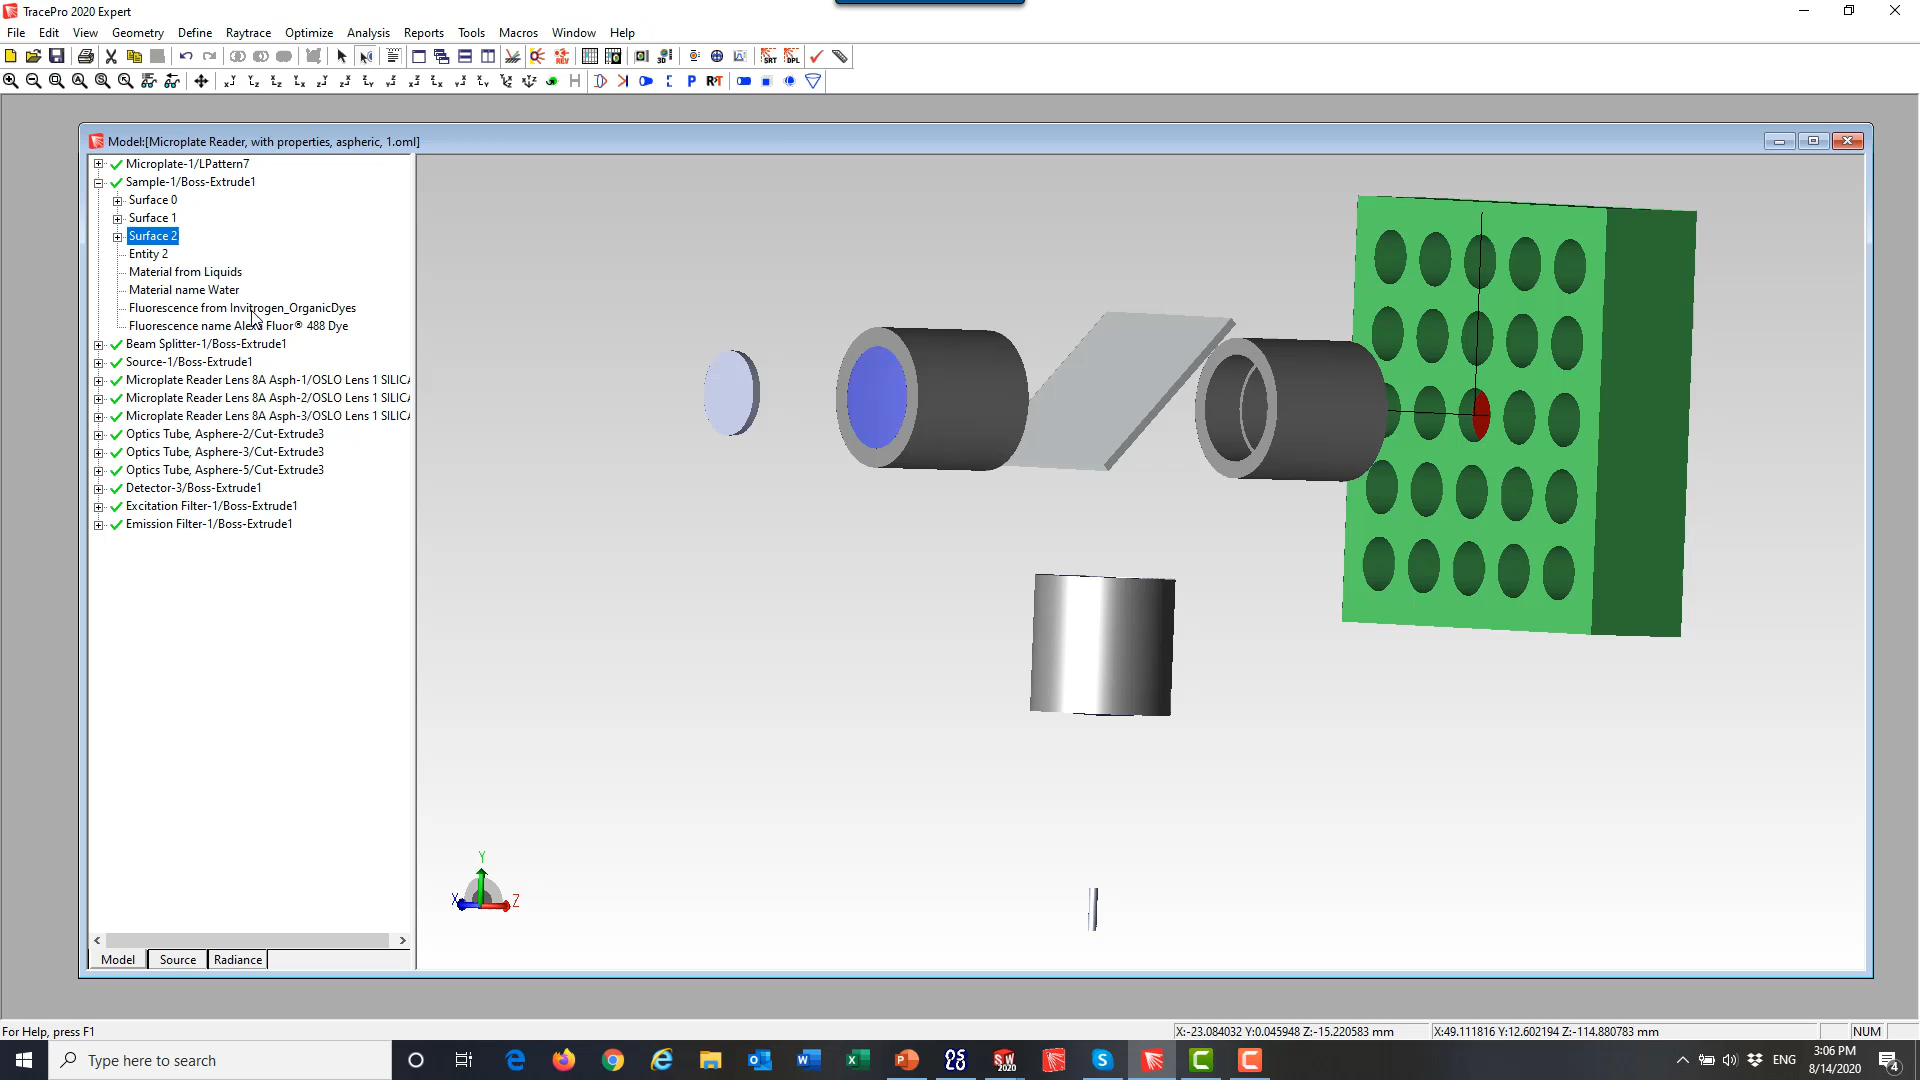 TracePro 2020 Expert
File Edit View Geometry Define Raytrace Optimize Analysis Reports Tools Macros Window Help
Model:[Microplate Reader, with properties, aspheric, 1.oml]
Microplate-1/LPattern7
Sample-1/Boss-Extrude1
Surface 0
Surface 1
Surface 2
Entity 2
Material from Liquids
Material name Water
Fluorescence from Invitrogen_OrganicDyes
Fluorescence name Alexa Fluor® 488 Dye
Beam Splitter-1/Boss-Extrude1
Source-1/Boss-Extrude1
Microplate Reader Lens 8A Asph-1/OSLO Lens 1 SILICA
Microplate Reader Lens 8A Asph-2/OSLO Lens 1 SILICA
Microplate Reader Lens 8A Asph-3/OSLO Lens 1 SILICA
Optics Tube, Asphere-2/Cut-Extrude3
Optics Tube, Asphere-3/Cut-Extrude3
Optics Tube, Asphere-5/Cut-Extrude3
Detector-3/Boss-Extrude1
Excitation Filter-1/Boss-Extrude1
Emission Filter-1/Boss-Extrude1
Y
X Z
Model Source Radiance
For Help, press F1
X:-23.084032 Y:0.045948 Z:-15.220583 mm
X:49.111816 Y:12.602194 Z:-114.880783 mm
NUM
Type here to search
ENG
3:06 PM
8/14/2020
4